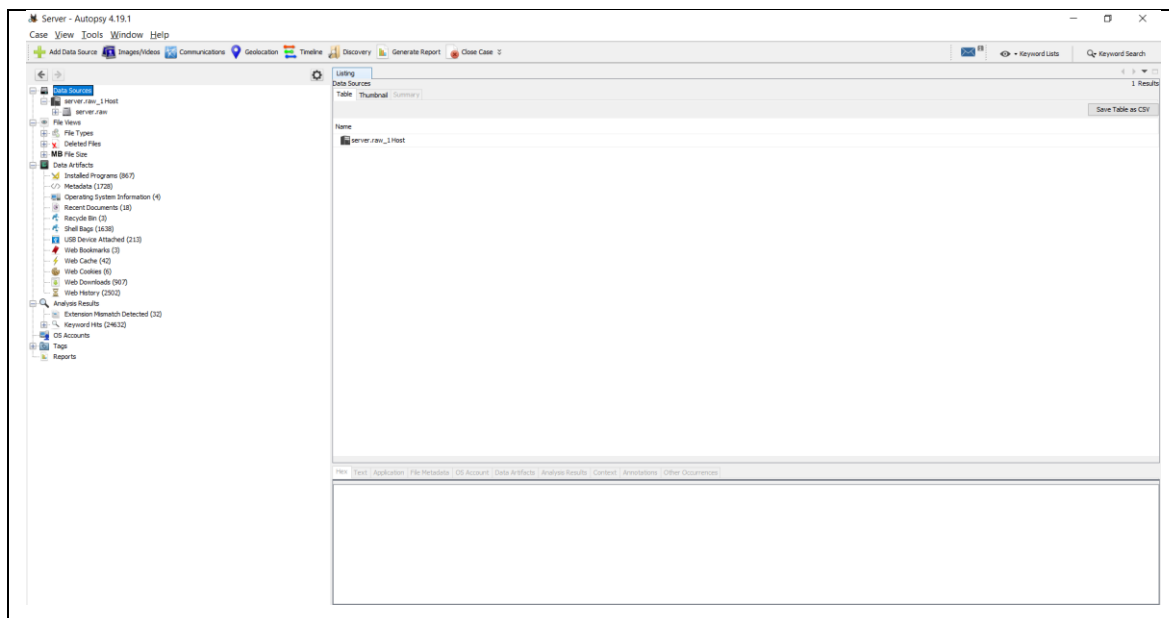 Server - Autopsy 4.19.1
Case View Tools Window Help
Add Data Source Images/Videos Communications Geolocation Timeline Discovery Generate Report Close Case Keyword Lists Keyword Search
Listing
Data Sources
1 Results
Table Thumbnail Summary
Save Table as CSV
Name
server.raw_1 Host
Data Sources
server.raw_1 Host
server.raw
File Views
File Types
Deleted Files
MB File Size
Data Artifacts
Installed Programs (867)
Metadata (1728)
Operating System Information (4)
Recent Documents (18)
Recycle Bin (3)
Shell Bags (1638)
USB Device Attached (213)
Web Bookmarks (3)
Web Cache (42)
Web Cookies (6)
Web Downloads (907)
Web History (2502)
Analysis Results
Extension Mismatch Detected (32)
Keyword Hits (24632)
OS Accounts
Tags
Reports
Hex Text Application File Metadata OS Account Data Artifacts Analysis Results Context Annotations Other Occurrences